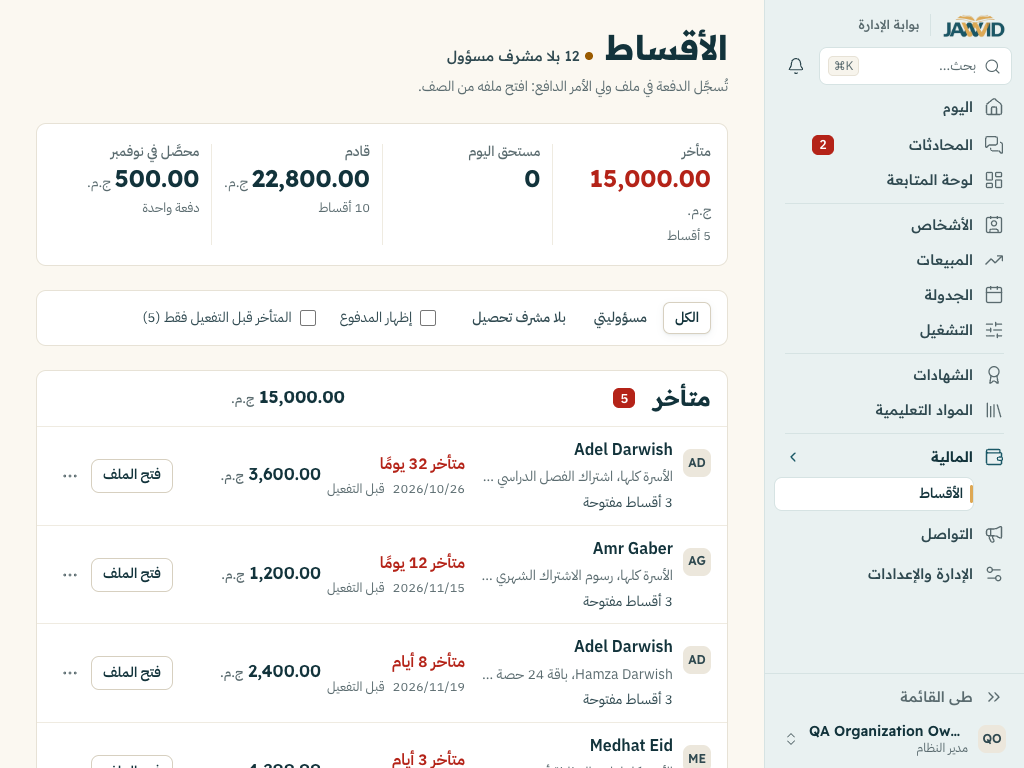 JAWWID
بوابة الإدارة
بحث...
⌘K
اليوم
المحادثات
2
لوحة المتابعة
الأشخاص
المبيعات
الجدولة
التشغيل
الشهادات
المواد التعليمية
المالية
الأقساط
التواصل
الإدارة والإعدادات
طي القائمة
QO
QA Organization Ow...
مدير النظام
الأقساط
12 بلا مشرف مسؤول
تُسجَّل الدفعة في ملف ولي الأمر الدافع: افتح ملفه من الصف.
متأخر
15,000.00
ج.م.
5 أقساط
مستحق اليوم
0
قادم
22,800.00 ج.م.
10 أقساط
محصَّل في نوفمبر
500.00 ج.م.
دفعة واحدة
الكل
مسؤوليتي
بلا مشرف تحصيل
إظهار المدفوع
المتأخر قبل التفعيل فقط (5)
متأخر
5
15,000.00 ج.م.
AD
Adel Darwish
الأسرة كلها، اشتراك الفصل الدراسي ...
3 أقساط مفتوحة
متأخر 32 يومًا
2026/10/26 قبل التفعيل
3,600.00 ج.م.
فتح الملف
AG
Amr Gaber
الأسرة كلها، رسوم الاشتراك الشهري ...
3 أقساط مفتوحة
متأخر 12 يومًا
2026/11/15 قبل التفعيل
1,200.00 ج.م.
فتح الملف
AD
Adel Darwish
Hamza Darwish، باقة 24 حصة ...
3 أقساط مفتوحة
متأخر 8 أيام
2026/11/19 قبل التفعيل
2,400.00 ج.م.
فتح الملف
ME
Medhat Eid
متأخر 3 أيام